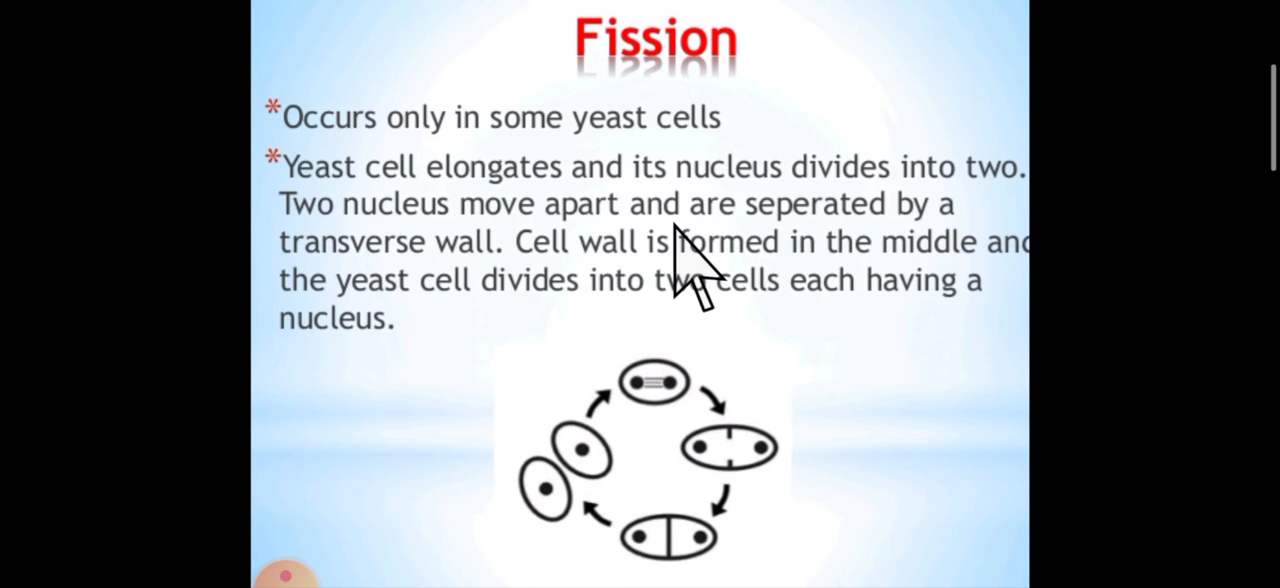 Fission
*Occurs only in some yeast cells
*Yeast cell elongates and its nucleus divides into two.
Two nucleus move apart and are seperated by a
transverse wall. Cell wall is formed in the middle and
the yeast cell divides into two cells each having a
nucleus.